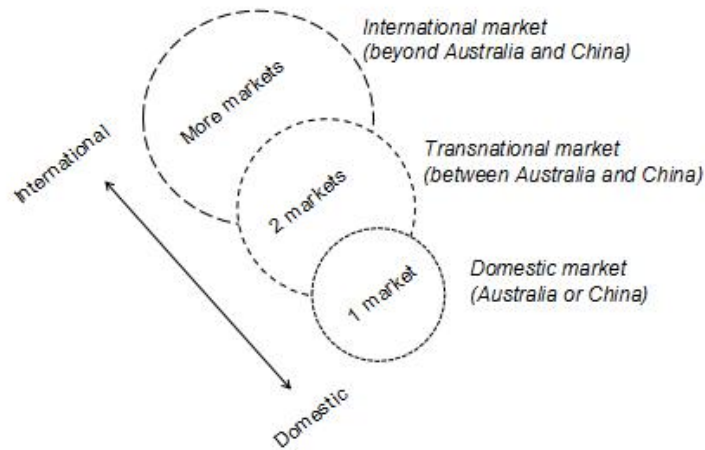 International market
(beyond Australia and China)
More markets
International
Transnational market
(between Australia and China)
2 markets
Domestic market
(Australia or China)
1 market
Domestic